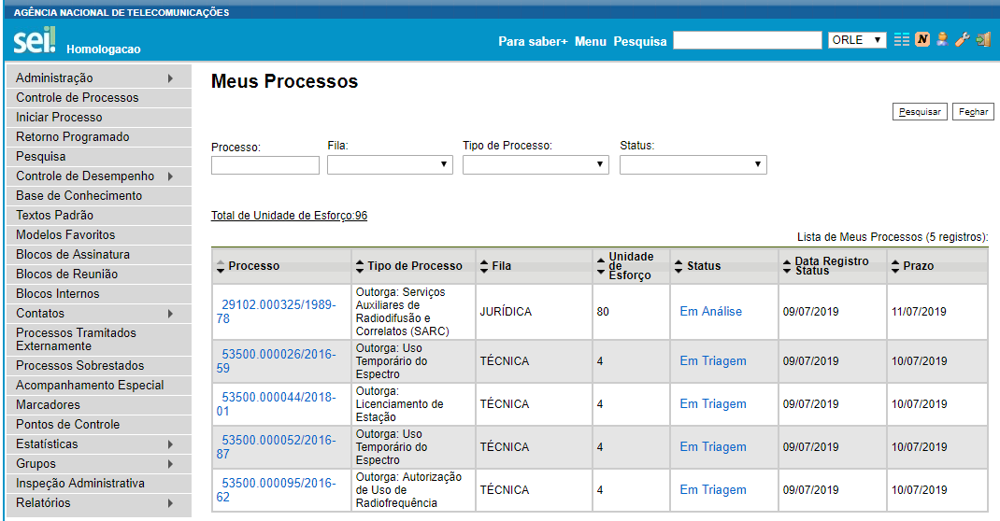 AGÊNCIA NACIONAL DE TELECOMUNICAÇÕES
sei! Homologacao
Para saber+ Menu Pesquisa ORLE N
Administração
Controle de Processos
Iniciar Processo
Retorno Programado
Pesquisa
Controle de Desempenho
Base de Conhecimento
Textos Padrão
Modelos Favoritos
Blocos de Assinatura
Blocos de Reunião
Blocos Internos
Contatos
Processos Tramitados
Externamente
Processos Sobrestados
Acompanhamento Especial
Marcadores
Pontos de Controle
Estatísticas
Grupos
Inspeção Administrativa
Relatórios
Meus Processos
Pesquisar Fechar
Processo: Fila: Tipo de Processo: Status:
Total de Unidade de Esforço:96
Lista de Meus Processos (5 registros):
Processo
Tipo de Processo
Fila
Unidade
de
Esforço
Status
Data Registro
Status
Prazo
29102.000325/1989-
78
Outorga: Serviços
Auxiliares de
Radiodifusão e
Correlatos (SARC)
JURÍDICA
80
Em Análise
09/07/2019
11/07/2019
53500.000026/2016-
59
Outorga: Uso
Temporário do
Espectro
TÉCNICA
4
Em Triagem
09/07/2019
10/07/2019
53500.000044/2018-
01
Outorga:
Licenciamento de
Estação
TÉCNICA
4
Em Triagem
09/07/2019
10/07/2019
53500.000052/2016-
87
Outorga: Uso
Temporário do
Espectro
TÉCNICA
4
Em Triagem
09/07/2019
10/07/2019
53500.000095/2016-
62
Outorga: Autorização
de Uso de
Radiofrequência
TÉCNICA
4
Em Triagem
09/07/2019
10/07/2019